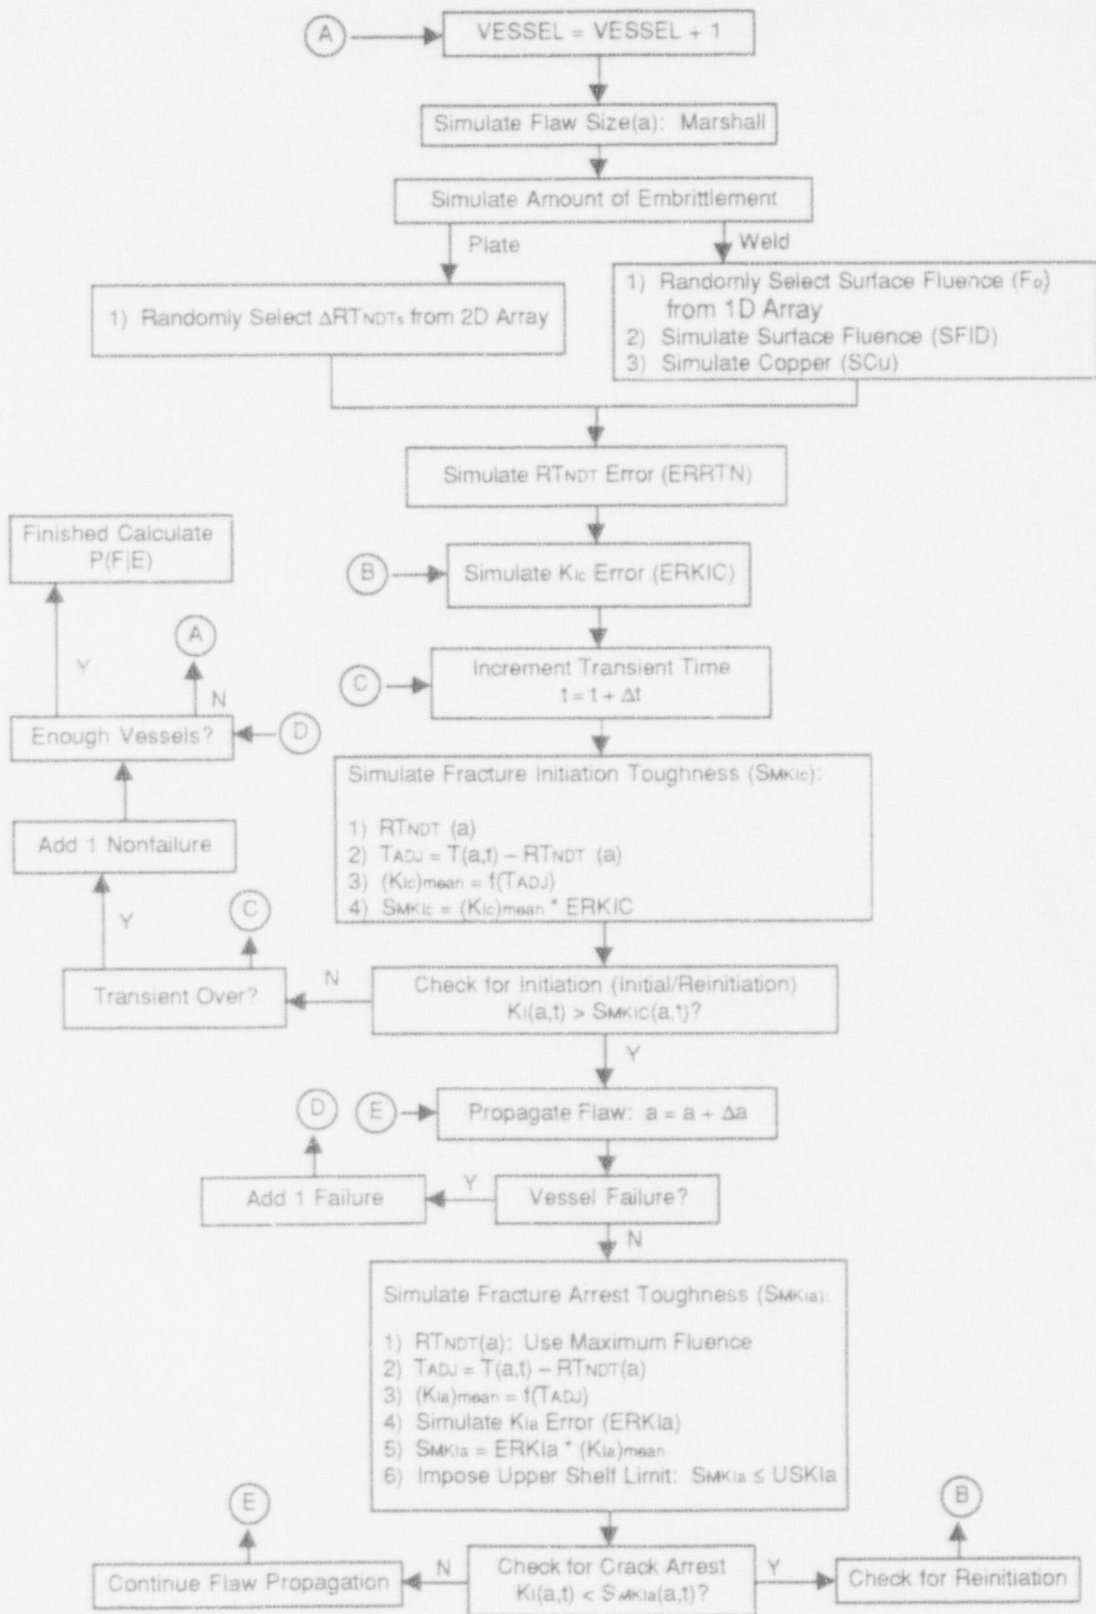 A
VESSEL = VESSEL + 1
Simulate Flaw Size(a): Marshall
Simulate Amount of Embrittlement
Plate
Weld
1) Randomly Select ΔRTNDTs from 2D Array
1) Randomly Select Surface Fluence (Fo)
from 1D Array
2) Simulate Surface Fluence (SFID)
3) Simulate Copper (SCu)
Simulate RTNDT Error (ERRTN)
Finished Calculate
P(F|E)
B
Simulate KIc Error (ERKIC)
A
Y
N
C
Increment Transient Time
t = t + Δt
Enough Vessels?
D
Simulate Fracture Initiation Toughness (SMKIc):
1) RTNDT (a)
2) TADJ = T(a,t) – RTNDT (a)
3) (KIc)mean = f(TADJ)
4) SMKIc = (KIc)mean * ERKIC
Add 1 Nonfailure
Y
C
Transient Over?
N
Check for Initiation (Initial/Reinitiation)
KI(a,t) > SMKIC(a,t)?
Y
D
E
Propagate Flaw: a = a + Δa
Add 1 Failure
Y
Vessel Failure?
N
Simulate Fracture Arrest Toughness (SMKIa):
1) RTNDT(a): Use Maximum Fluence
2) TADJ = T(a,t) – RTNDT(a)
3) (KIa)mean = f(TADJ)
4) Simulate KIa Error (ERKIa)
5) SMKIa = ERKIa * (KIa)mean
6) Impose Upper Shelf Limit: SMKIa ≤ USKIa
E
B
Continue Flaw Propagation
N
Check for Crack Arrest
KI(a,t) < SMKIa(a,t)?
Y
Check for Reinitiation